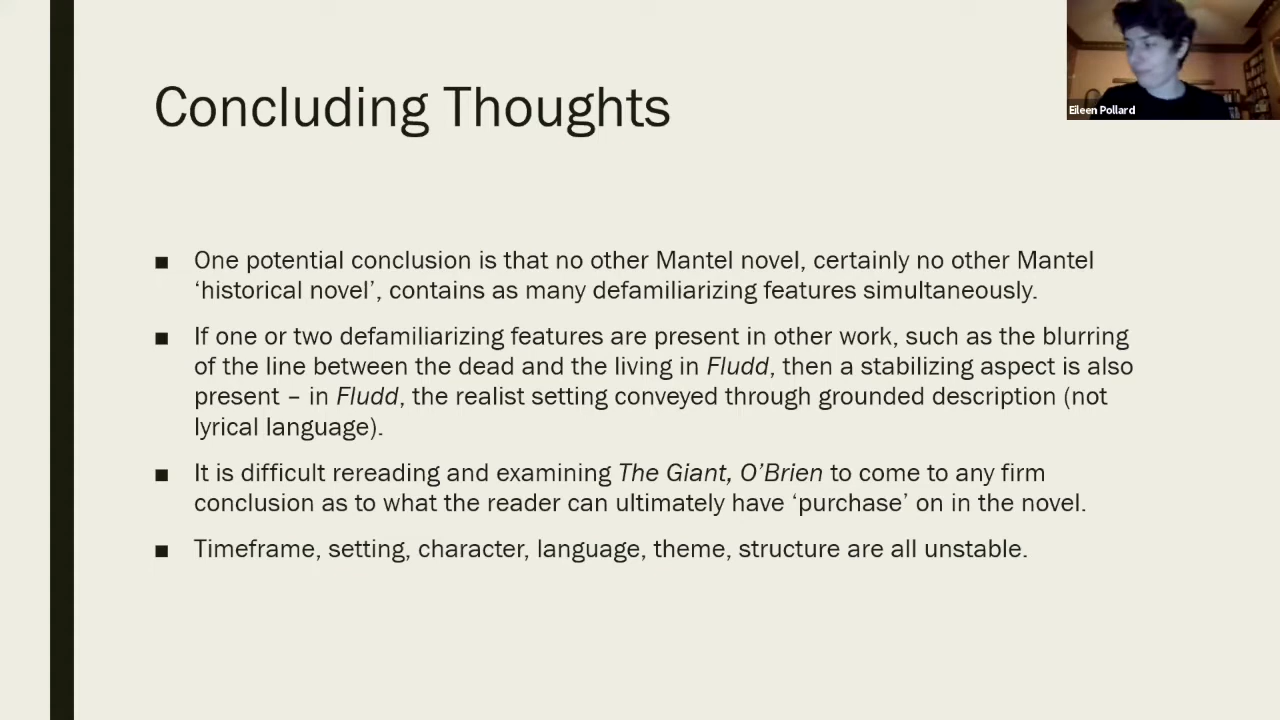 Concluding Thoughts
Eileen Pollard
■ One potential conclusion is that no other Mantel novel, certainly no other Mantel
‘historical novel’, contains as many defamiliarizing features simultaneously.
■ If one or two defamiliarizing features are present in other work, such as the blurring
of the line between the dead and the living in Fludd, then a stabilizing aspect is also
present – in Fludd, the realist setting conveyed through grounded description (not
lyrical language).
■ It is difficult rereading and examining The Giant, O’Brien to come to any firm
conclusion as to what the reader can ultimately have ‘purchase’ on in the novel.
■ Timeframe, setting, character, language, theme, structure are all unstable.